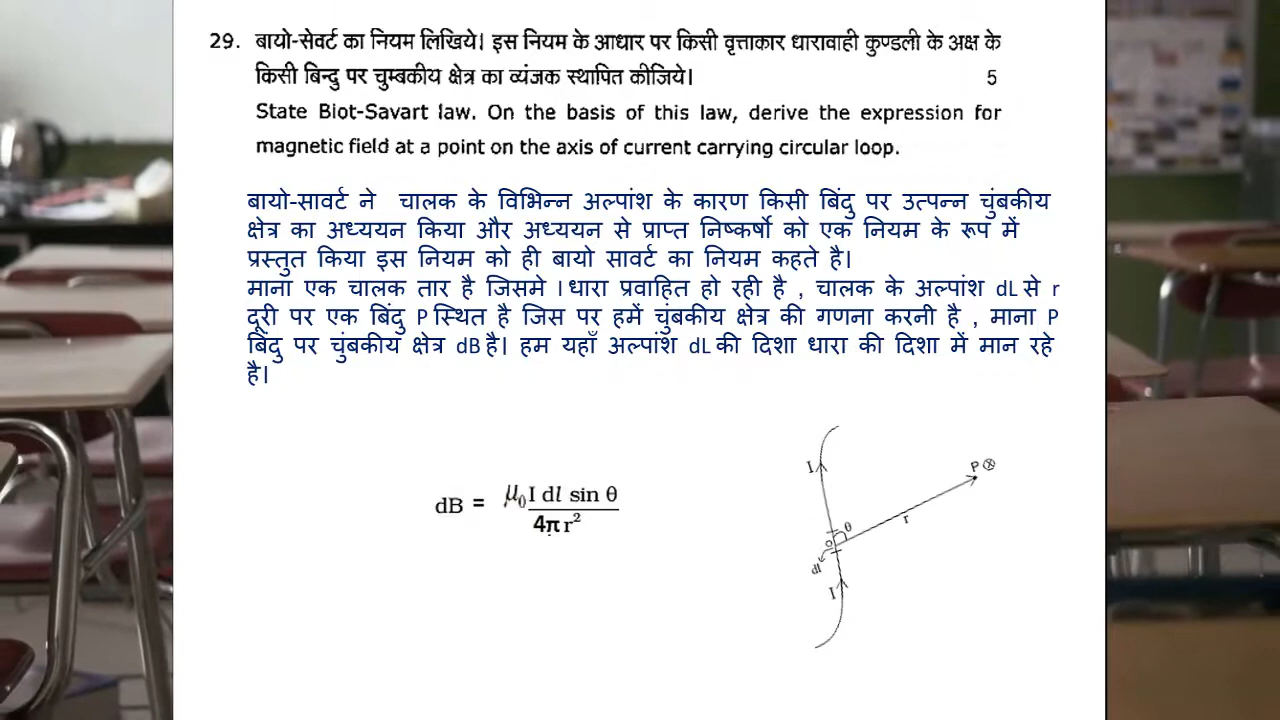 29. बायो-सेवर्ट का नियम लिखिये। इस नियम के आधार पर किसी वृत्ताकार धारावाही कुण्डली के अक्ष के
किसी बिन्दु पर चुम्बकीय क्षेत्र का व्यंजक स्थापित कीजिये। 5
State Biot-Savart law. On the basis of this law, derive the expression for
magnetic field at a point on the axis of current carrying circular loop.
बायो-सावर्ट ने चालक के विभिन्न अल्पांश के कारण किसी बिंदु पर उत्पन्न चुंबकीय
क्षेत्र का अध्ययन किया और अध्ययन से प्राप्त निष्कर्षो को एक नियम के रूप में
प्रस्तुत किया इस नियम को ही बायो सावर्ट का नियम कहते है।
माना एक चालक तार है जिसमे I धारा प्रवाहित हो रही है , चालक के अल्पांश dL से r
दूरी पर एक बिंदु P स्थित है जिस पर हमें चुंबकीय क्षेत्र की गणना करनी है , माना P
बिंदु पर चुंबकीय क्षेत्र dB है। हम यहाँ अल्पांश dL की दिशा धारा की दिशा में मान रहे
है।
dB = μ₀I dl sin θ
4π r²
I
P ⊗
θ
r
O
dl
I